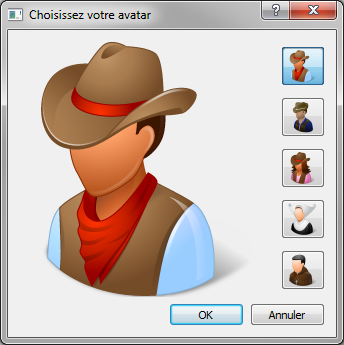 Choisissez votre avatar
OK
Annuler